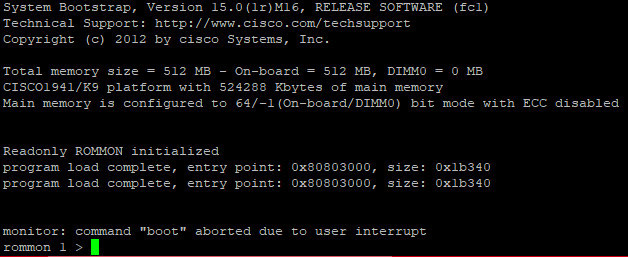 System Bootstrap, Version 15.0(1r)M16, RELEASE SOFTWARE (fc1)
Technical Support: http://www.cisco.com/techsupport
Copyright (c) 2012 by cisco Systems, Inc.
Total memory size = 512 MB - On-board = 512 MB, DIMM0 = 0 MB
CISCO1941/K9 platform with 524288 Kbytes of main memory
Main memory is configured to 64/-1(On-board/DIMM0) bit mode with ECC disabled
Readonly ROMMON initialized
program load complete, entry point: 0x80803000, size: 0x1b340
program load complete, entry point: 0x80803000, size: 0x1b340
monitor: command "boot" aborted due to user interrupt
rommon 1 >